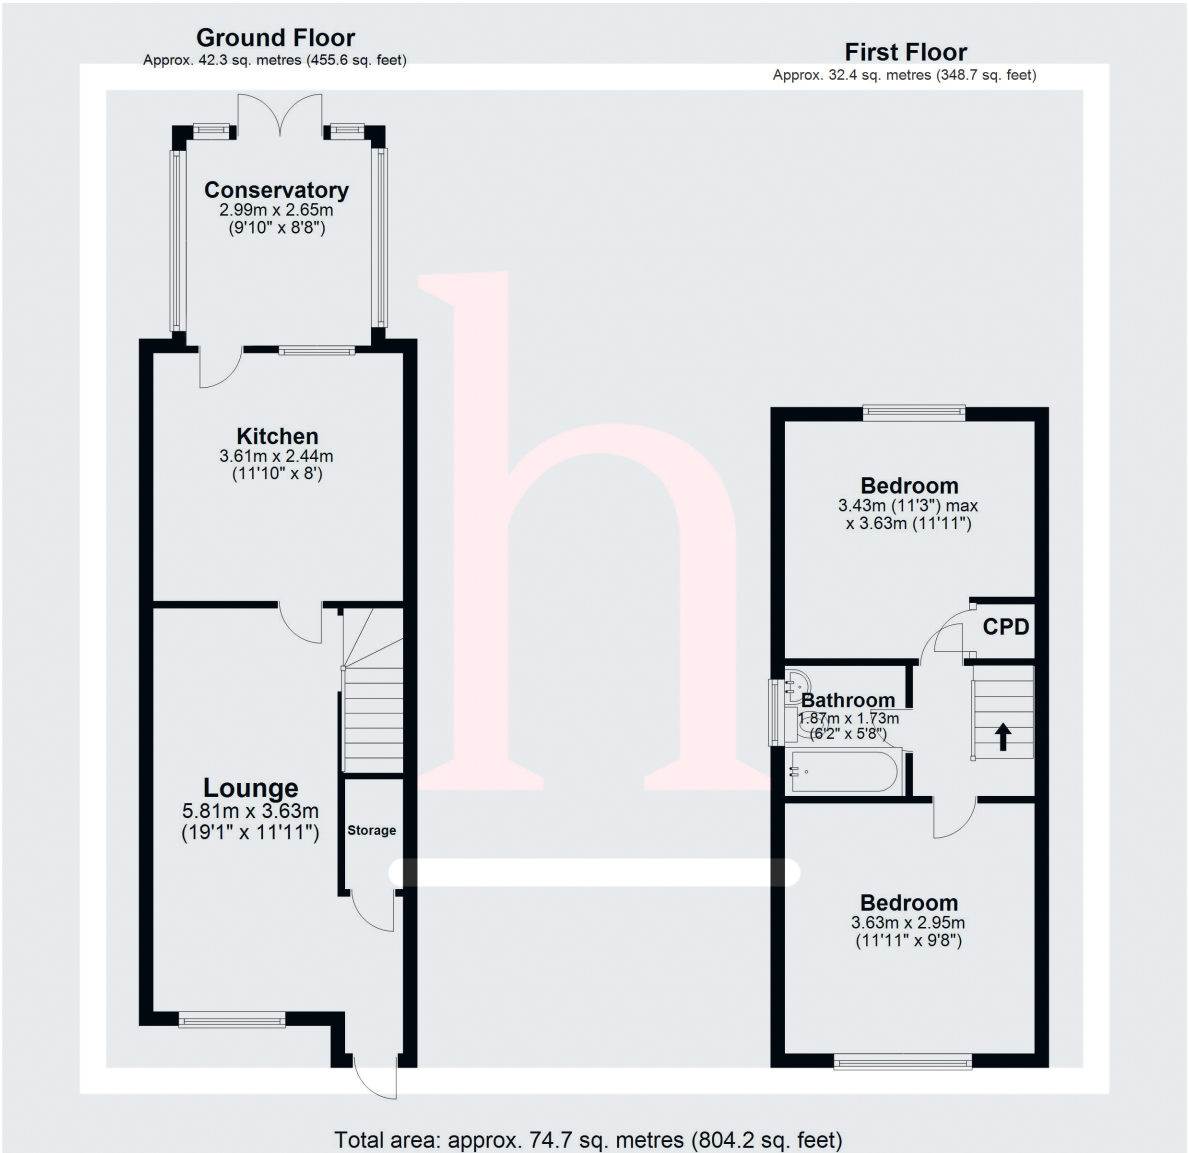 Ground Floor
Approx. 42.3 sq. metres (455.6 sq. feet)
Conservatory
2.99m x 2.65m
(9'10" x 8'8")
Kitchen
3.61m x 2.44m
(11'10" x 8')
Lounge
5.81m x 3.63m
(19'1" x 11'11")
Storage
h
First Floor
Approx. 32.4 sq. metres (348.7 sq. feet)
Bedroom
3.43m (11'3") max
x 3.63m (11'11")
CPD
Bathroom
1.87m x 1.73m
(6'2" x 5'8")
Bedroom
3.63m x 2.95m
(11'11" x 9'8")
Total area: approx. 74.7 sq. metres (804.2 sq. feet)